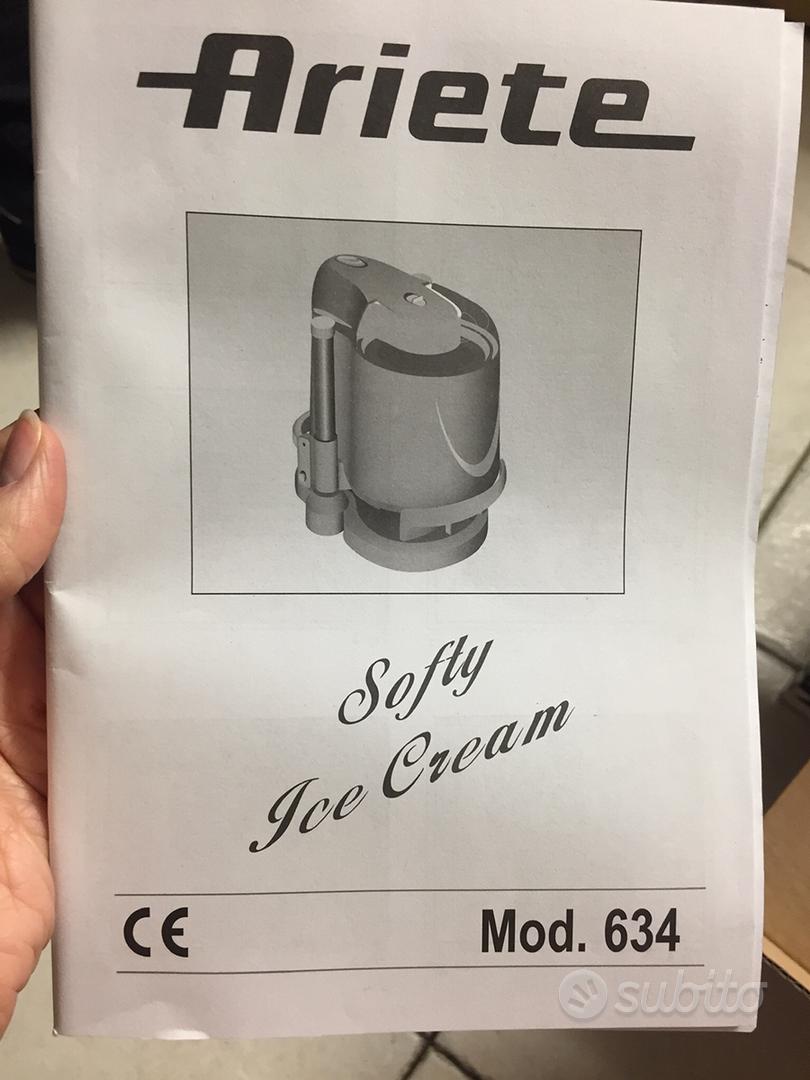 Ariete
Softy
Ice Cream
CE
Mod. 634
subito